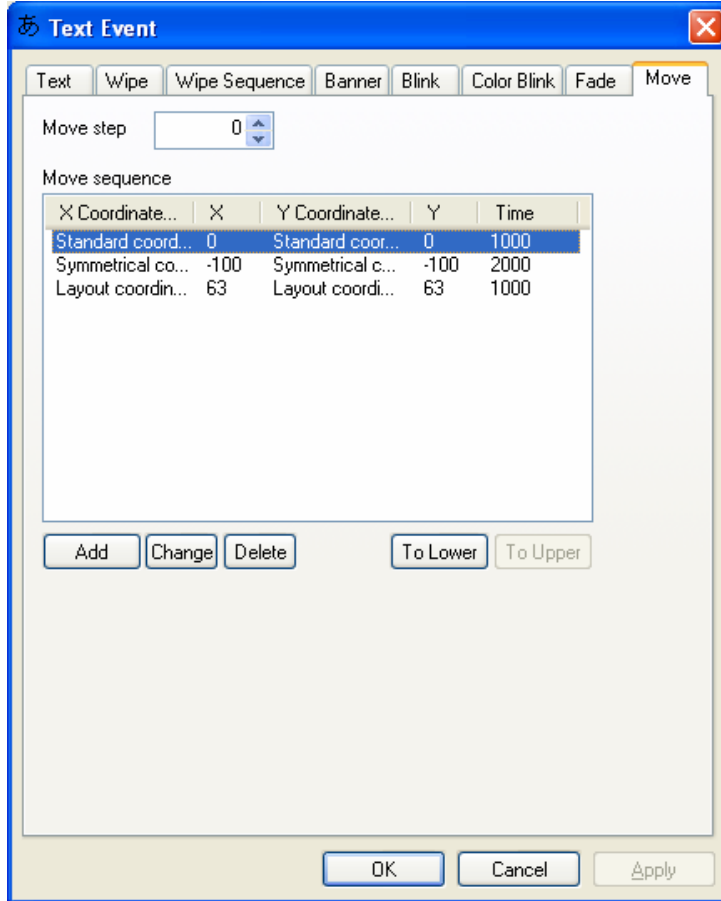 あ Text Event
Text Wipe Wipe Sequence Banner Blink Color Blink Fade Move
Move step 0
Move sequence
X Coordinate... X Y Coordinate... Y Time
Standard coord... 0 Standard coor... 0 1000
Symmetrical co... -100 Symmetrical c... -100 2000
Layout coordin... 63 Layout coordi... 63 1000
Add Change Delete To Lower To Upper
OK Cancel Apply